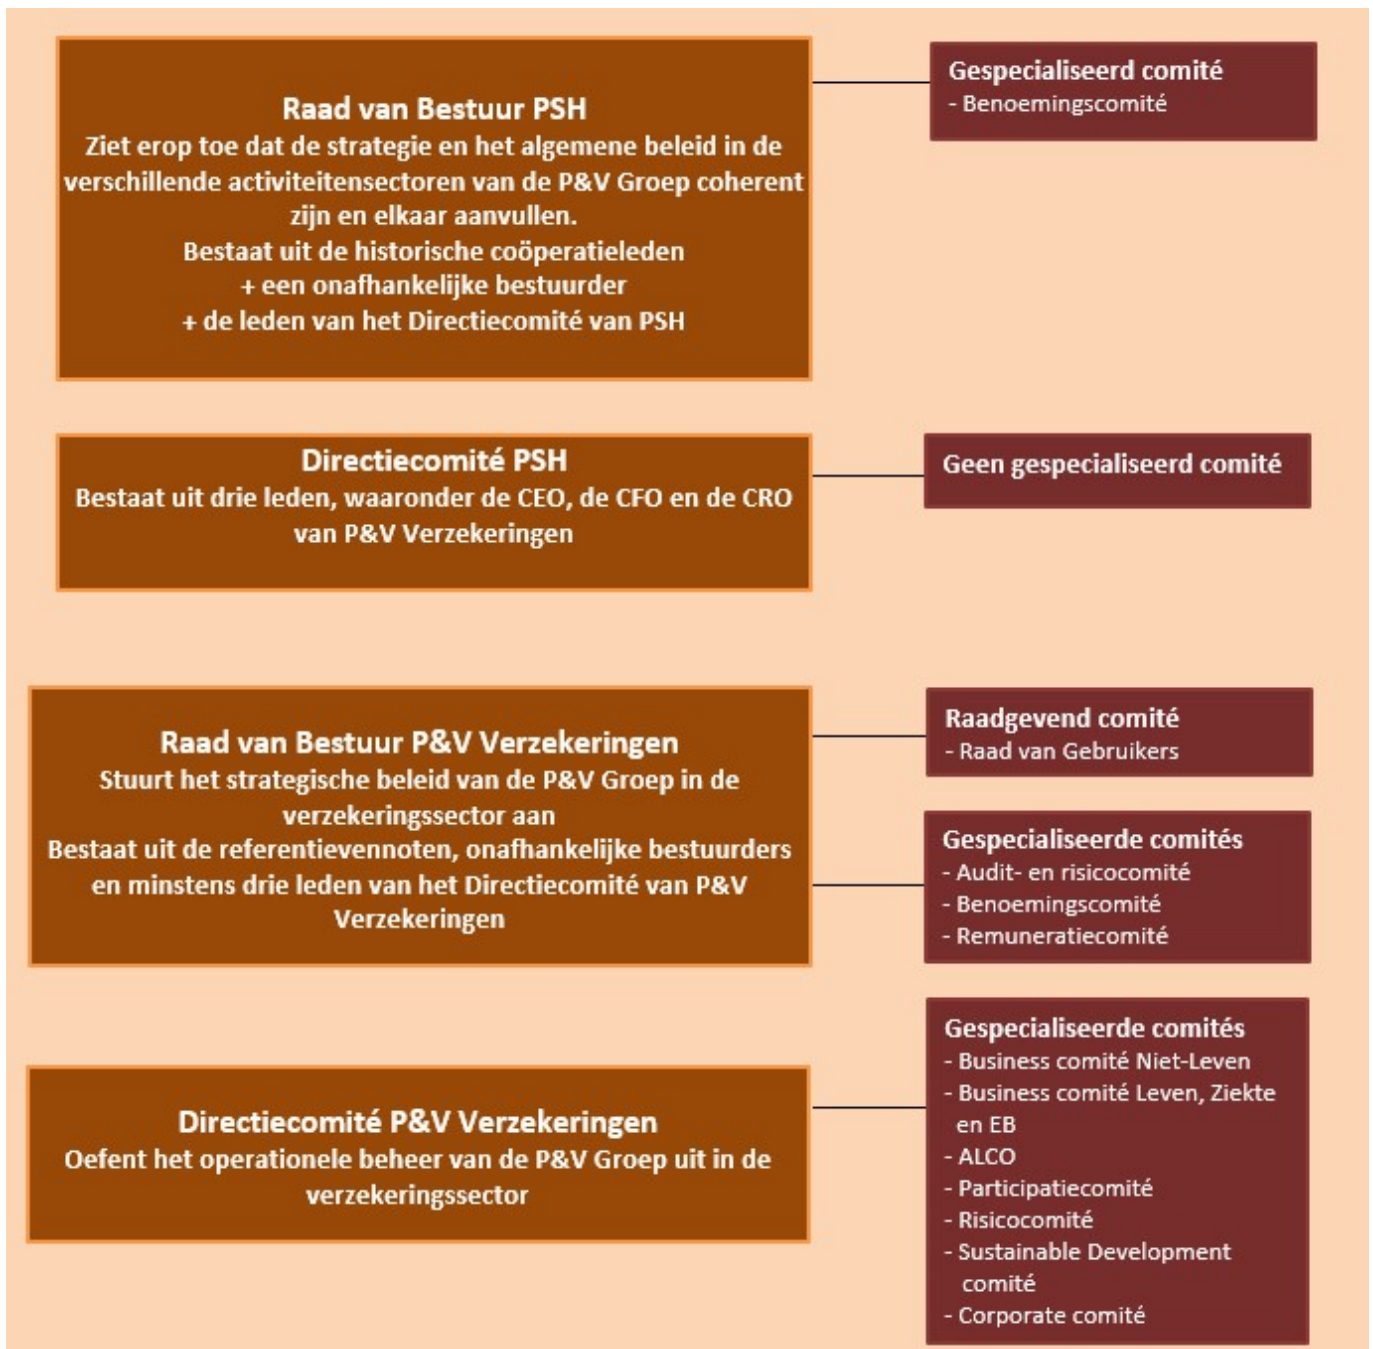 Raad van Bestuur PSH
Ziet erop toe dat de strategie en het algemene beleid in de
verschillende activiteitensectoren van de P&V Groep coherent
zijn en elkaar aanvullen.
Bestaat uit de historische coöperatieleden
+ een onafhankelijke bestuurder
+ de leden van het Directiecomité van PSH
Gespecialiseerd comité
- Benoemingscomité
Directiecomité PSH
Bestaat uit drie leden, waaronder de CEO, de CFO en de CRO
van P&V Verzekeringen
Geen gespecialiseerd comité
Raad van Bestuur P&V Verzekeringen
Stuurt het strategische beleid van de P&V Groep in de
verzekeringssector aan
Bestaat uit de referentievennoten, onafhankelijke bestuurders
en minstens drie leden van het Directiecomité van P&V
Verzekeringen
Raadgevend comité
- Raad van Gebruikers
Gespecialiseerde comités
- Audit- en risicocomité
- Benoemingscomité
- Remuneratiecomité
Directiecomité P&V Verzekeringen
Oefent het operationele beheer van de P&V Groep uit in de
verzekeringssector
Gespecialiseerde comités
- Business comité Niet-Leven
- Business comité Leven, Ziekte
en EB
- ALCO
- Participatiecomité
- Risicocomité
- Sustainable Development
comité
- Corporate comité